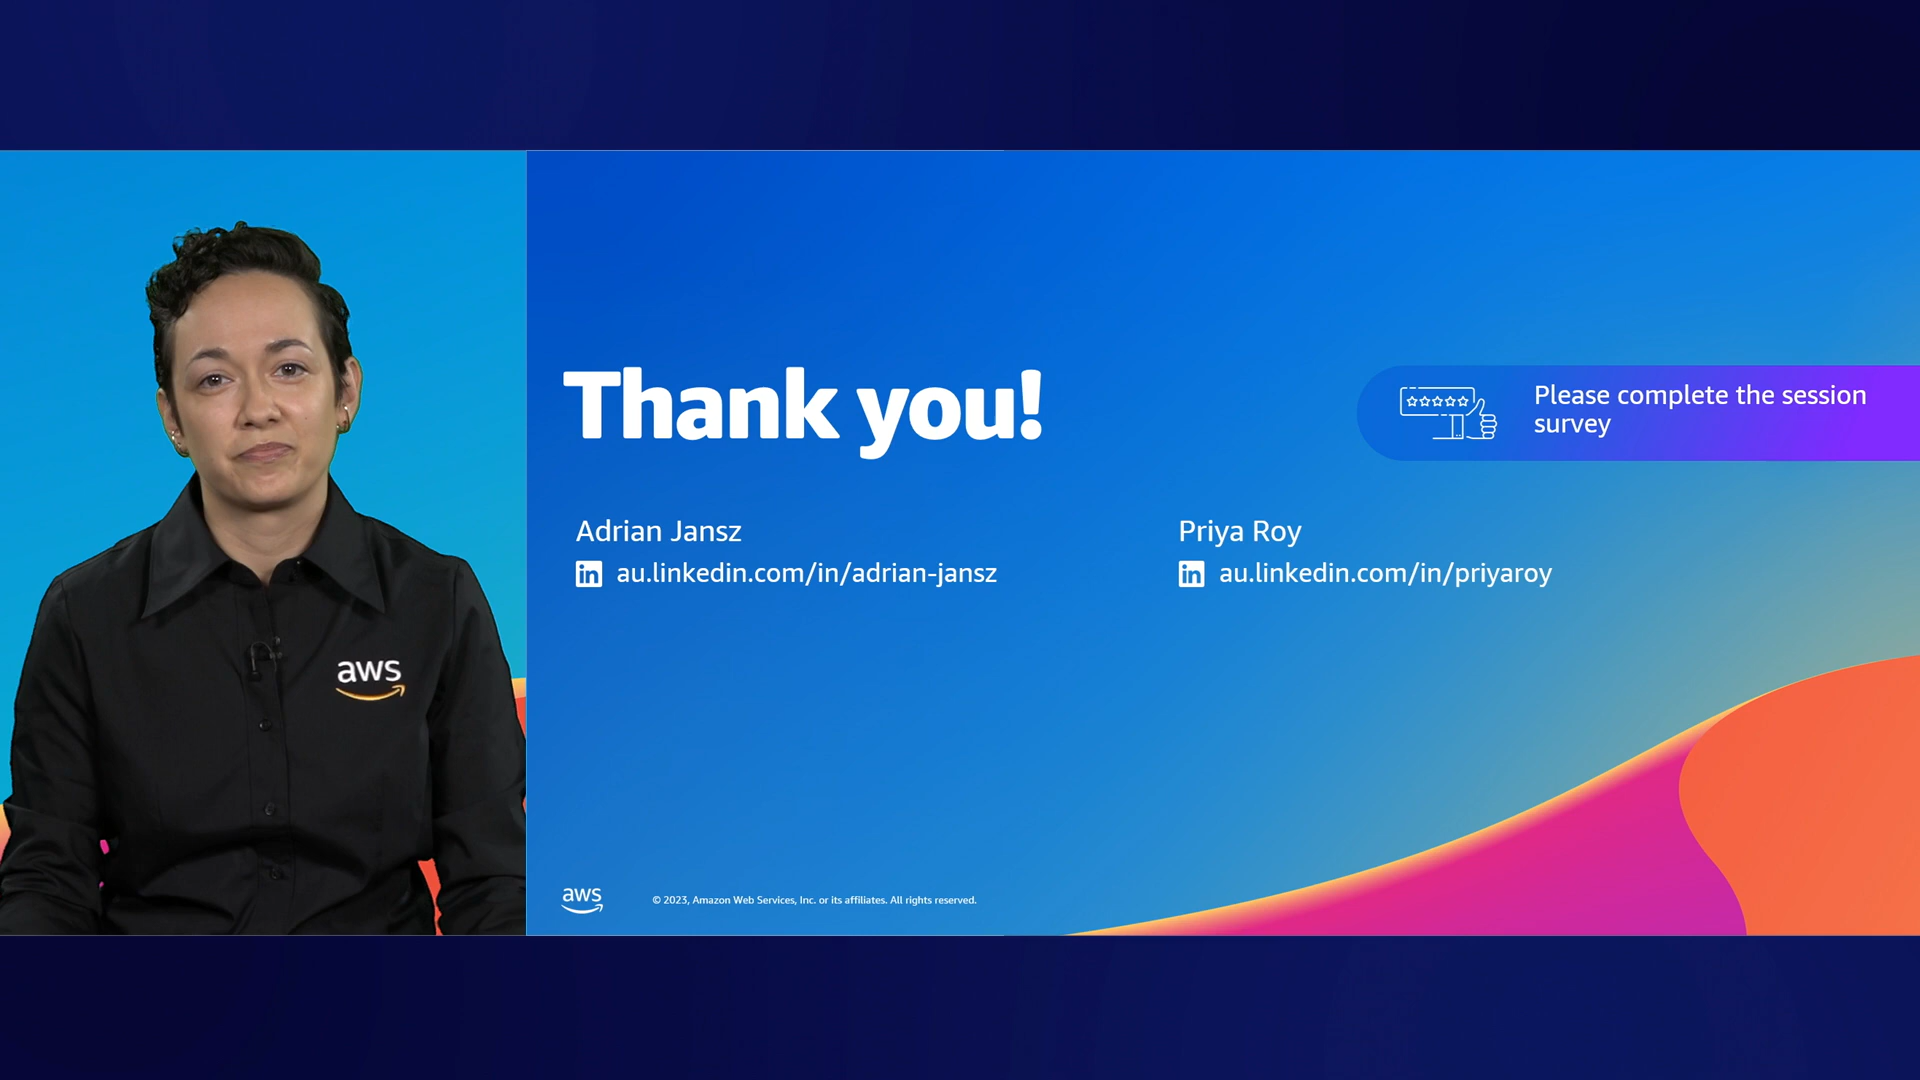 aws
Thank you!
Please complete the session
survey
Adrian Jansz
au.linkedin.com/in/adrian-jansz
Priya Roy
au.linkedin.com/in/priyaroy
aws
© 2023, Amazon Web Services, Inc. or its affiliates. All rights reserved.